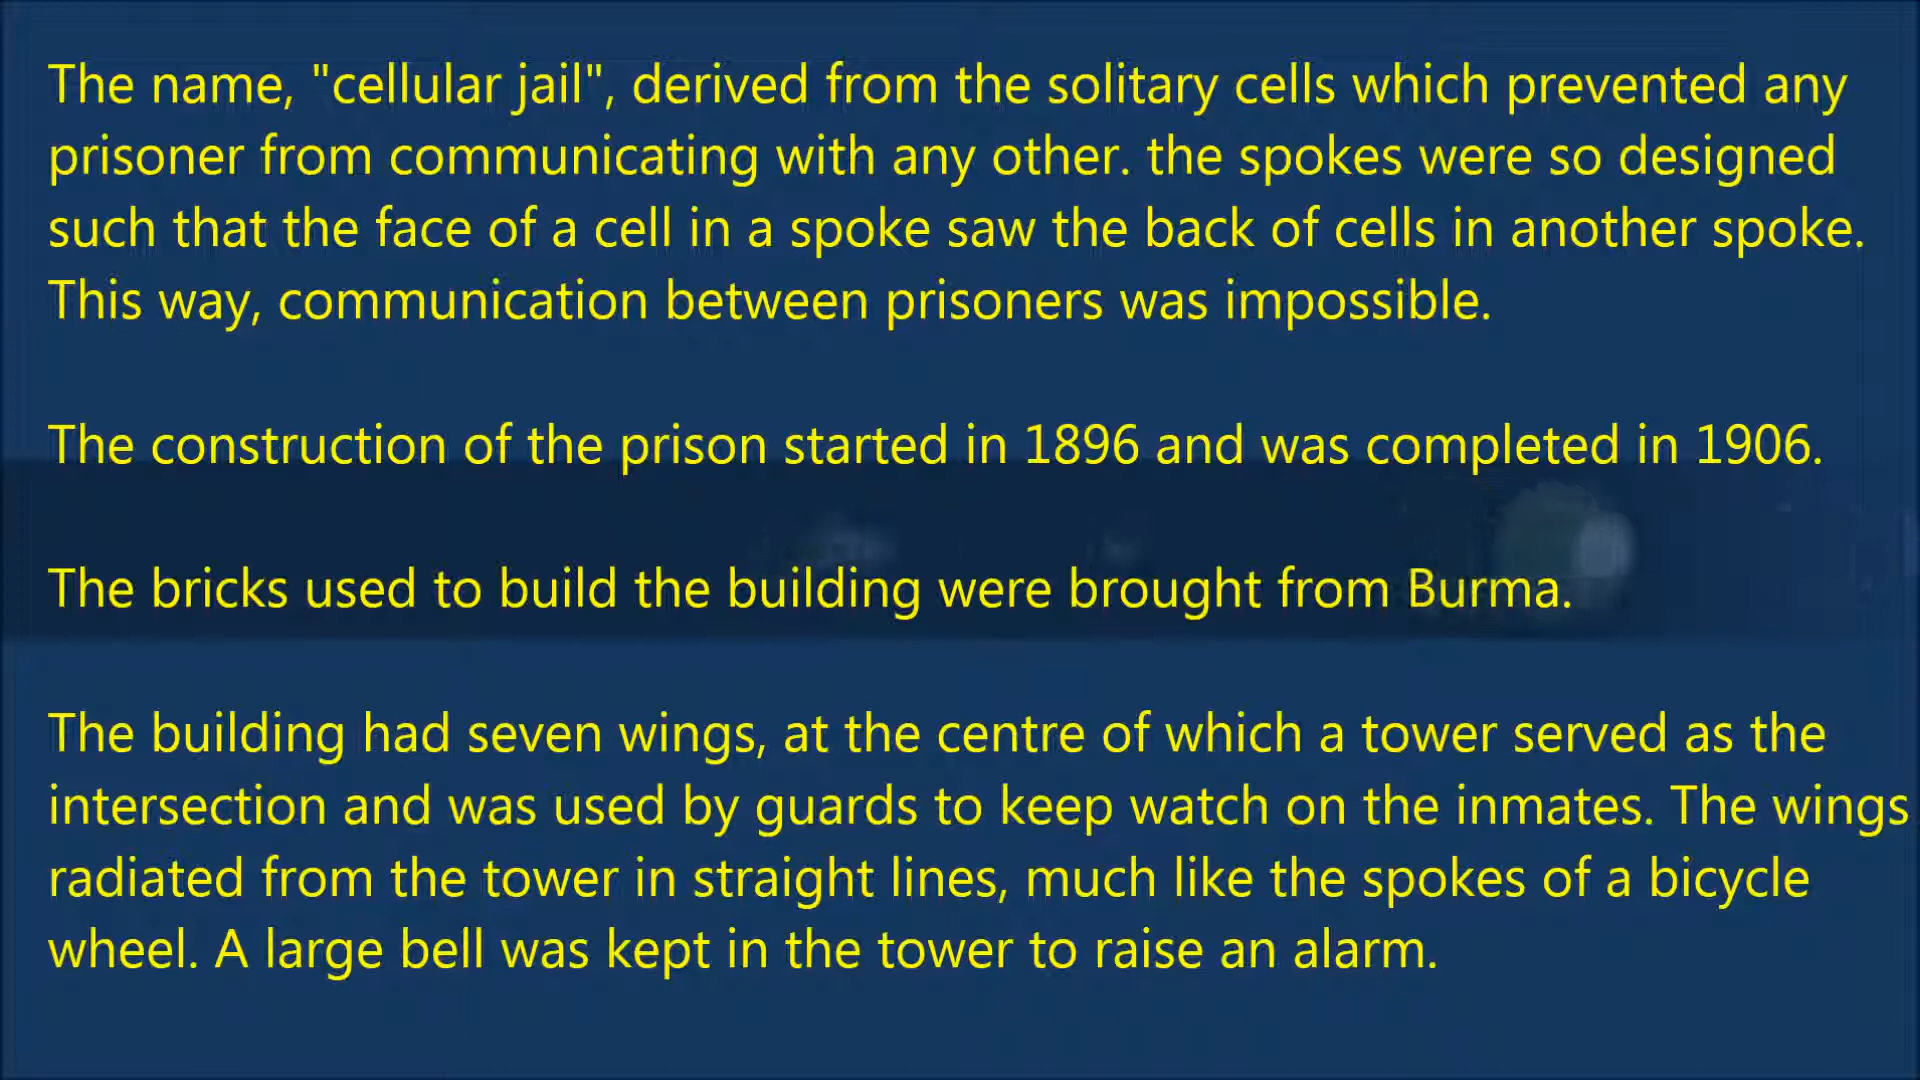 The name, "cellular jail", derived from the solitary cells which prevented any
prisoner from communicating with any other. the spokes were so designed
such that the face of a cell in a spoke saw the back of cells in another spoke.
This way, communication between prisoners was impossible.
The construction of the prison started in 1896 and was completed in 1906.
The bricks used to build the building were brought from Burma.
The building had seven wings, at the centre of which a tower served as the
intersection and was used by guards to keep watch on the inmates. The wings
radiated from the tower in straight lines, much like the spokes of a bicycle
wheel. A large bell was kept in the tower to raise an alarm.